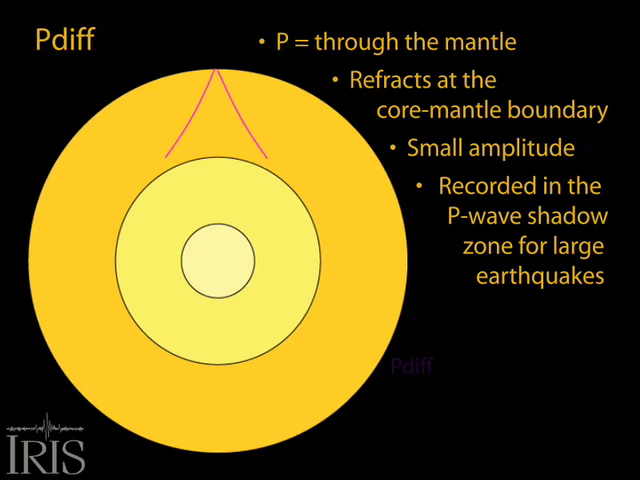 Pdiff
• P = through the mantle
• Refracts at the
core-mantle boundary
• Small amplitude
• Recorded in the
P-wave shadow
zone for large
earthquakes
Pdiff
IRIS